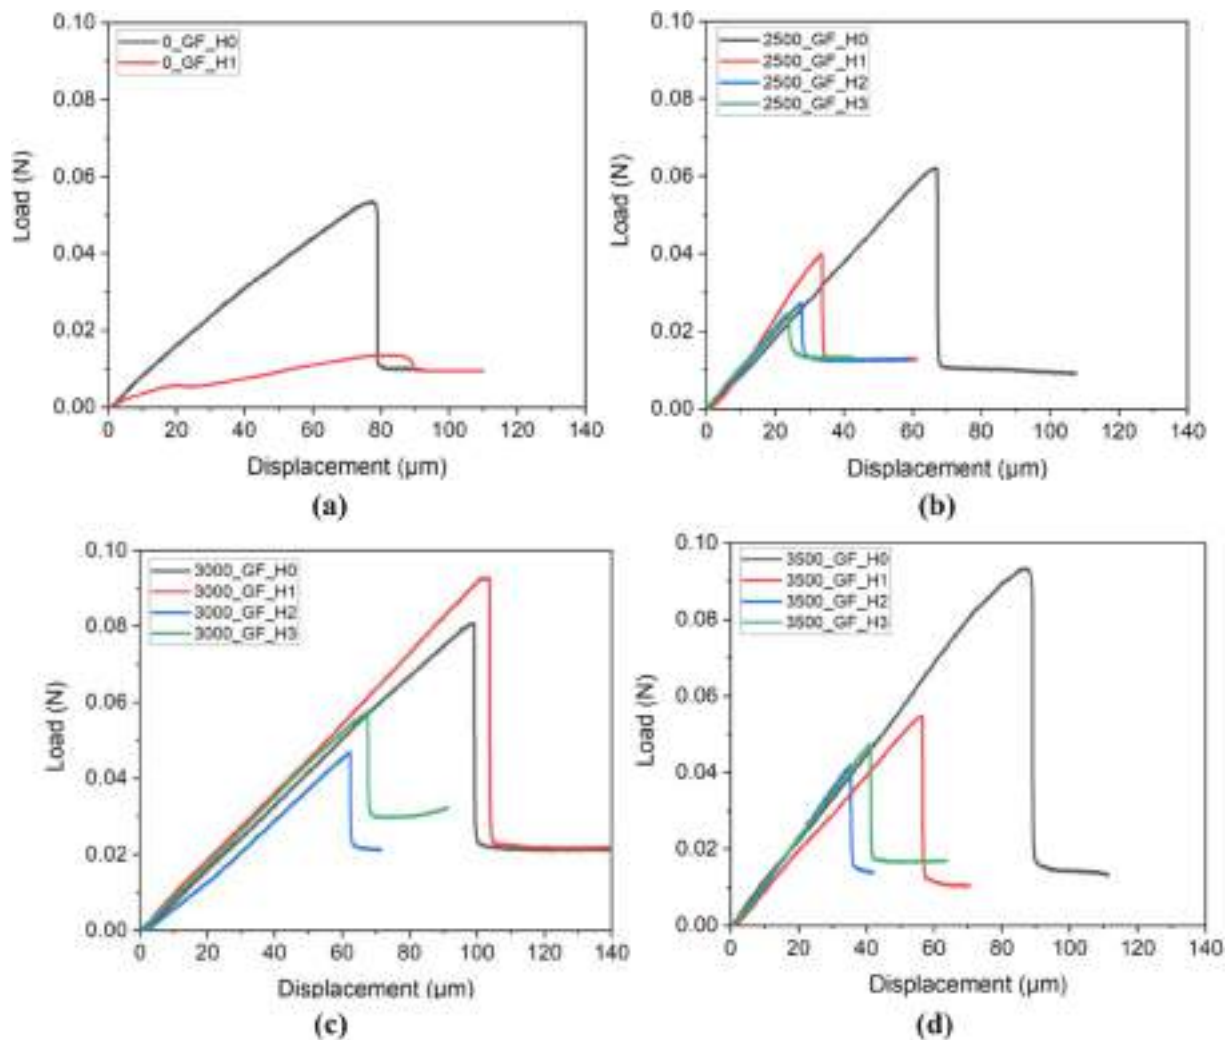 0.10
0.08
0.06
0.04
0.02
0.00
Load (N)
0_GF_H0
0_GF_H1
0 20 40 60 80 100 120 140
Displacement (µm)
(a)
0.10
0.08
0.06
0.04
0.02
0.00
Load (N)
2500_GF_H0
2500_GF_H1
2500_GF_H2
2500_GF_H3
0 20 40 60 80 100 120 140
Displacement (µm)
(b)
0.10
0.08
0.06
0.04
0.02
0.00
Load (N)
3000_GF_H0
3000_GF_H1
3000_GF_H2
3000_GF_H3
0 20 40 60 80 100 120 140
Displacement (µm)
(c)
0.10
0.08
0.06
0.04
0.02
0.00
Load (N)
3500_GF_H0
3500_GF_H1
3500_GF_H2
3500_GF_H3
0 20 40 60 80 100 120 140
Displacement (µm)
(d)